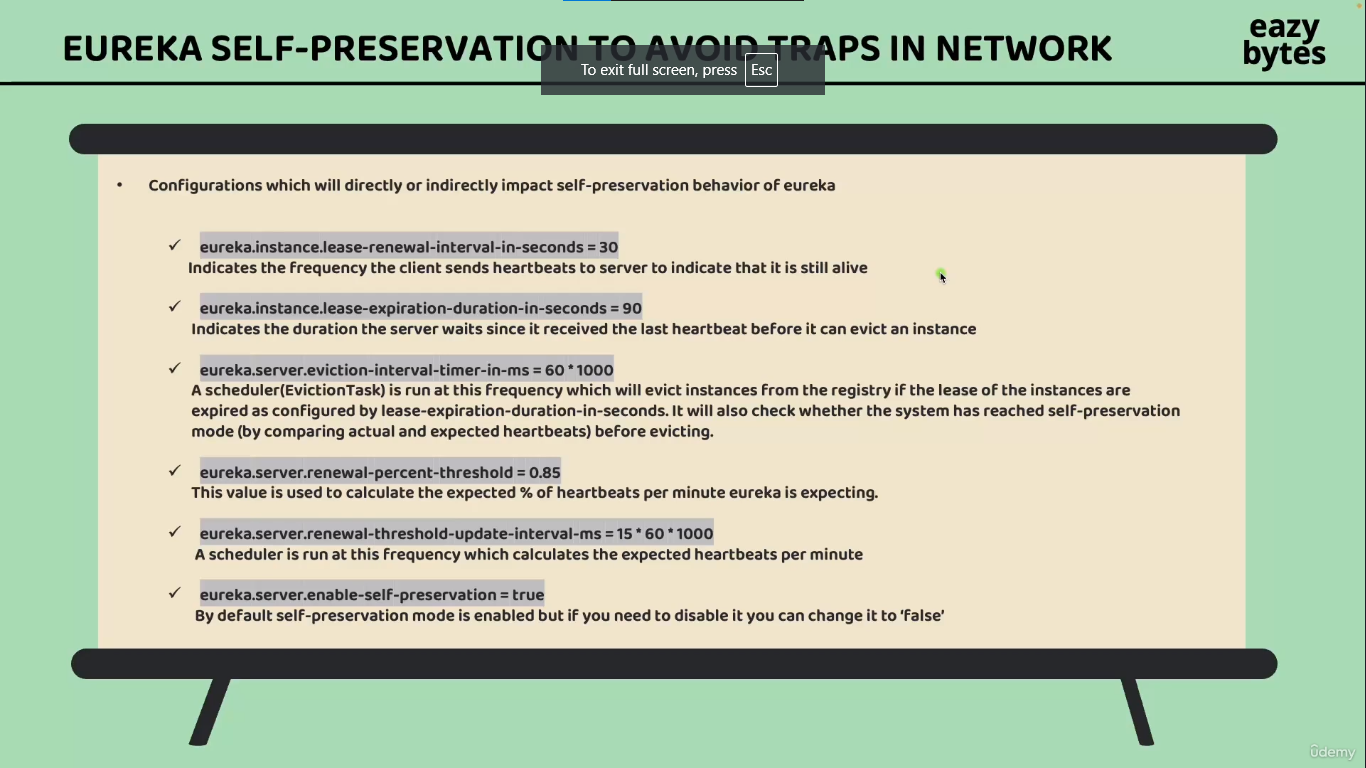 EUREKA SELF-PRESERVATION TO AVOID TRAPS IN NETWORK
eazy
bytes
To exit full screen, press Esc
• Configurations which will directly or indirectly impact self-preservation behavior of eureka
✓ eureka.instance.lease-renewal-interval-in-seconds = 30
Indicates the frequency the client sends heartbeats to server to indicate that it is still alive
✓ eureka.instance.lease-expiration-duration-in-seconds = 90
Indicates the duration the server waits since it received the last heartbeat before it can evict an instance
✓ eureka.server.eviction-interval-timer-in-ms = 60 * 1000
A scheduler(EvictionTask) is run at this frequency which will evict instances from the registry if the lease of the instances are
expired as configured by lease-expiration-duration-in-seconds. It will also check whether the system has reached self-preservation
mode (by comparing actual and expected heartbeats) before evicting.
✓ eureka.server.renewal-percent-threshold = 0.85
This value is used to calculate the expected % of heartbeats per minute eureka is expecting.
✓ eureka.server.renewal-threshold-update-interval-ms = 15 * 60 * 1000
A scheduler is run at this frequency which calculates the expected heartbeats per minute
✓ eureka.server.enable-self-preservation = true
By default self-preservation mode is enabled but if you need to disable it you can change it to ‘false’
ûdemy